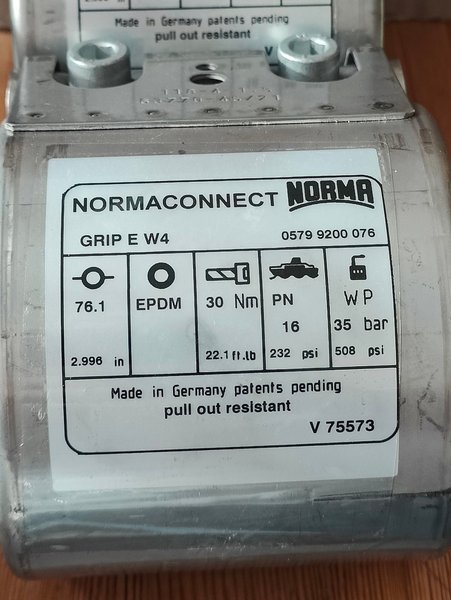 Made in Germany patents pending
pull out resistant
V
NORMACONNECT NORMA
GRIP E W4 0579 9200 076
76.1 EPDM 30 Nm PN WP
16 35 bar
2.996 in 22.1 ft.lb 232 psi 508 psi
Made in Germany patents pending
pull out resistant
V 75573